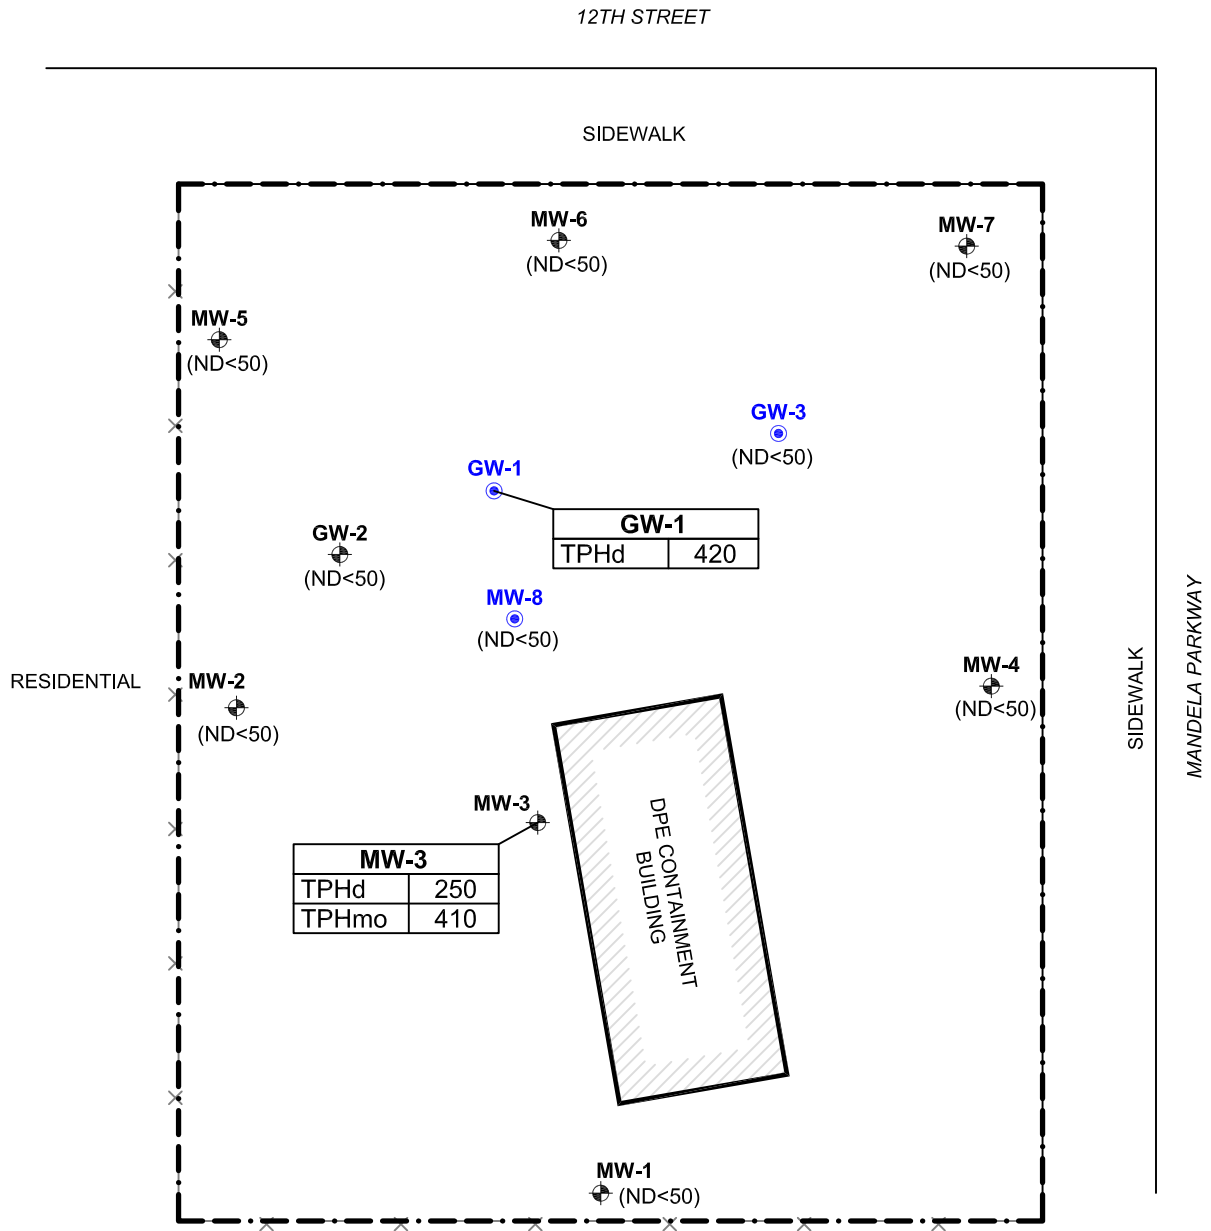 12TH STREET
SIDEWALK
MW-6
(ND<50)
MW-7
(ND<50)
MW-5
(ND<50)
GW-3
(ND<50)
GW-1
GW-1
TPHd 420
GW-2
(ND<50)
MW-8
(ND<50)
RESIDENTIAL
MW-2
(ND<50)
MW-4
(ND<50)
SIDEWALK
MANDELA PARKWAY
MW-3
MW-3
TPHd 250
TPHmo 410
DPE CONTAINMENT
BUILDING
MW-1
(ND<50)